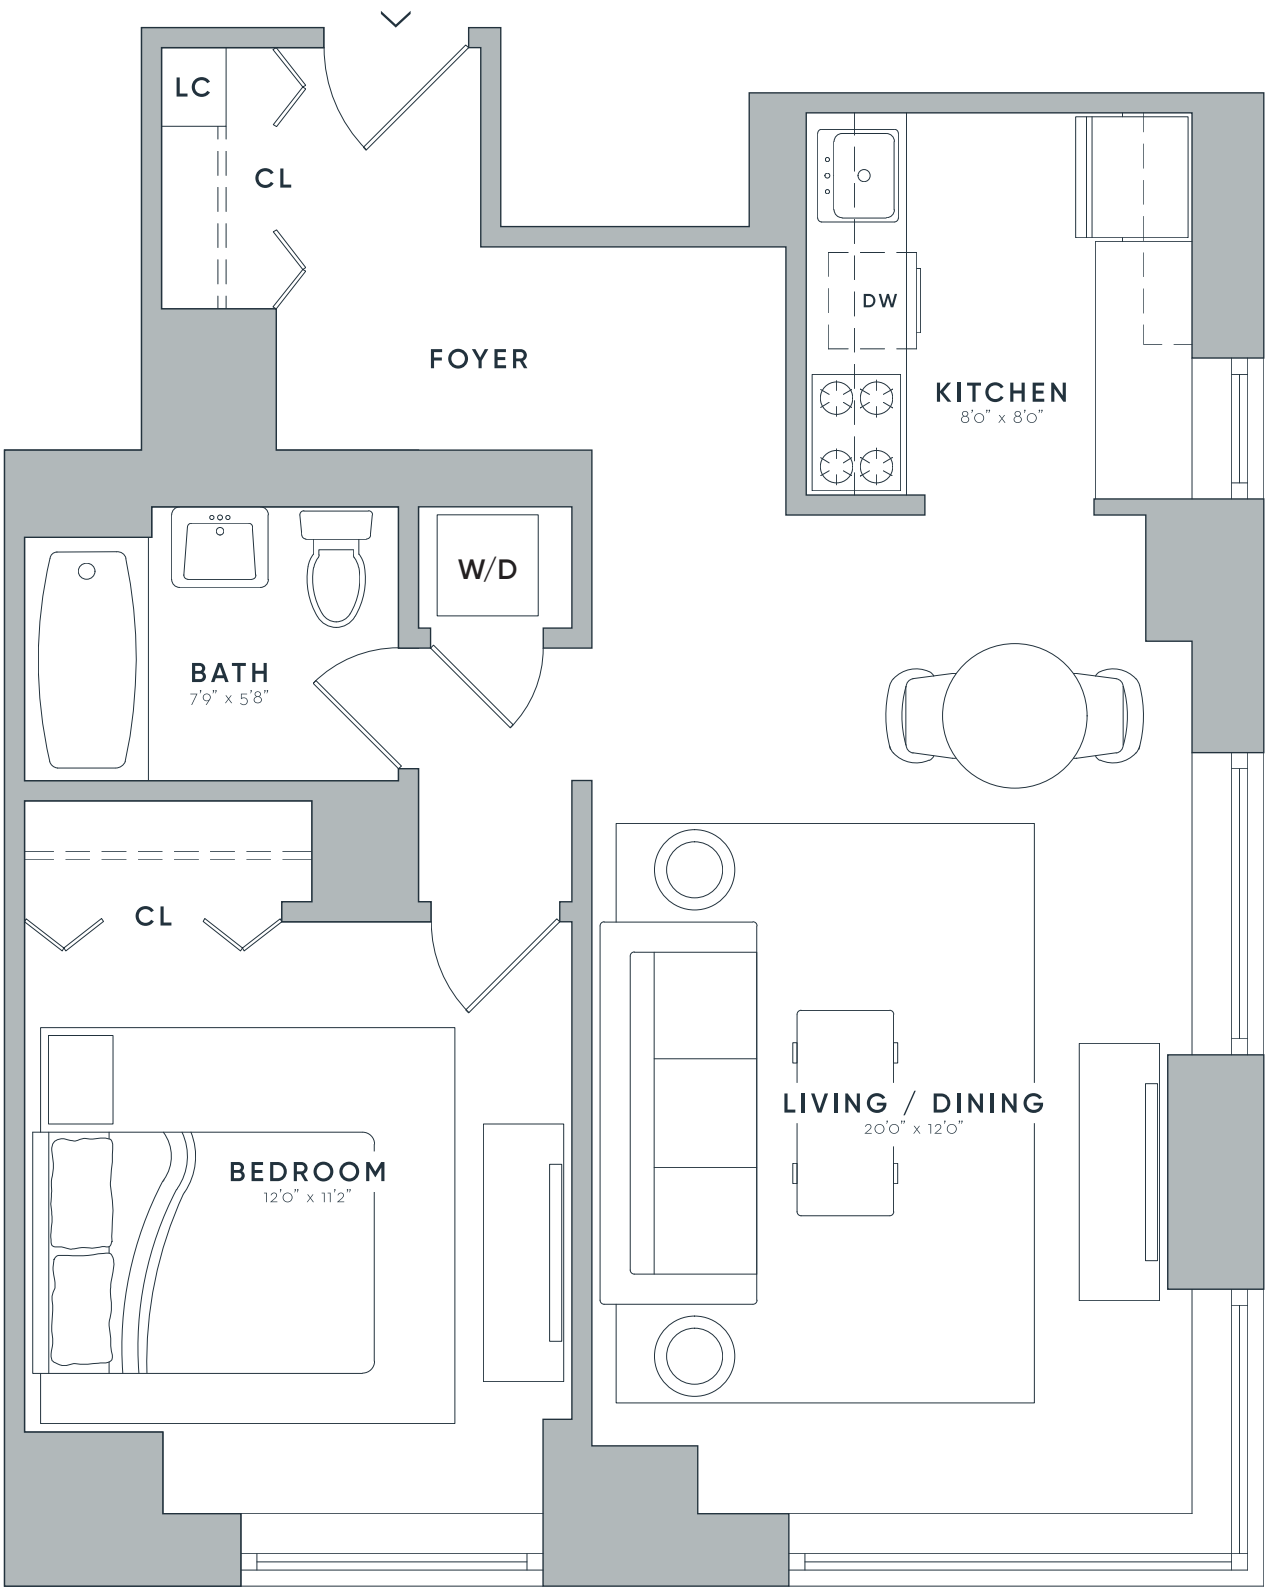 LC
CL
FOYER
DW
KITCHEN
8'0" x 8'0"
W/D
BATH
7'9" x 5'8"
CL
LIVING / DINING
20'0" x 12'0"
BEDROOM
12'0" x 11'2"